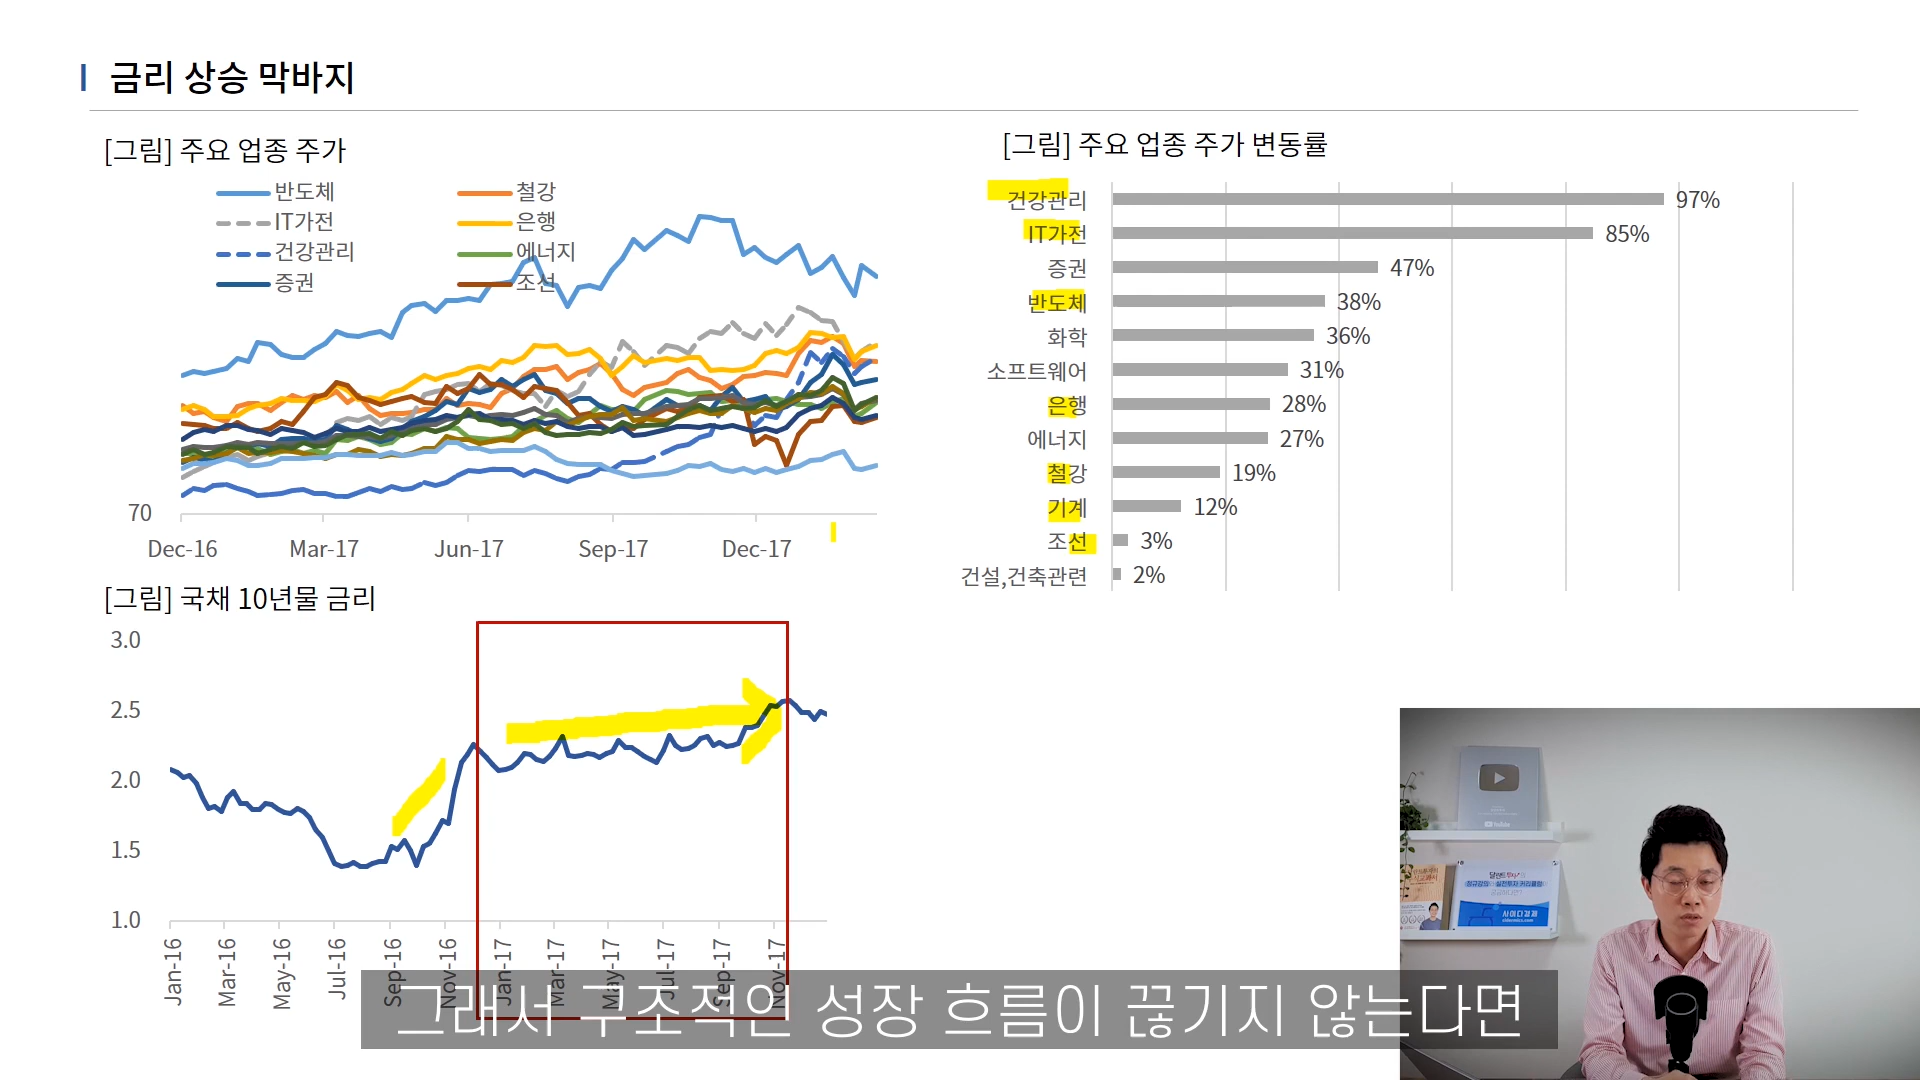 금리 상승 막바지
[그림] 주요 업종 주가
반도체
철강
IT가전
은행
건강관리
에너지
증권
조선
70
Dec-16
Mar-17
Jun-17
Sep-17
Dec-17
[그림] 주요 업종 주가 변동률
건강관리 97%
IT가전 85%
증권 47%
반도체 38%
화학 36%
소프트웨어 31%
은행 28%
에너지 27%
철강 19%
기계 12%
조선 3%
건설,건축관련 2%
[그림] 국채 10년물 금리
3.0
2.5
2.0
1.5
1.0
Jan-16
Mar-16
May-16
Jul-16
Sep-16
Nov-16
Jan-17
Mar-17
May-17
Jul-17
Sep-17
Nov-17
YouTube
사이다경제
그래서 구조적인 성장 흐름이 끊기지 않는다면